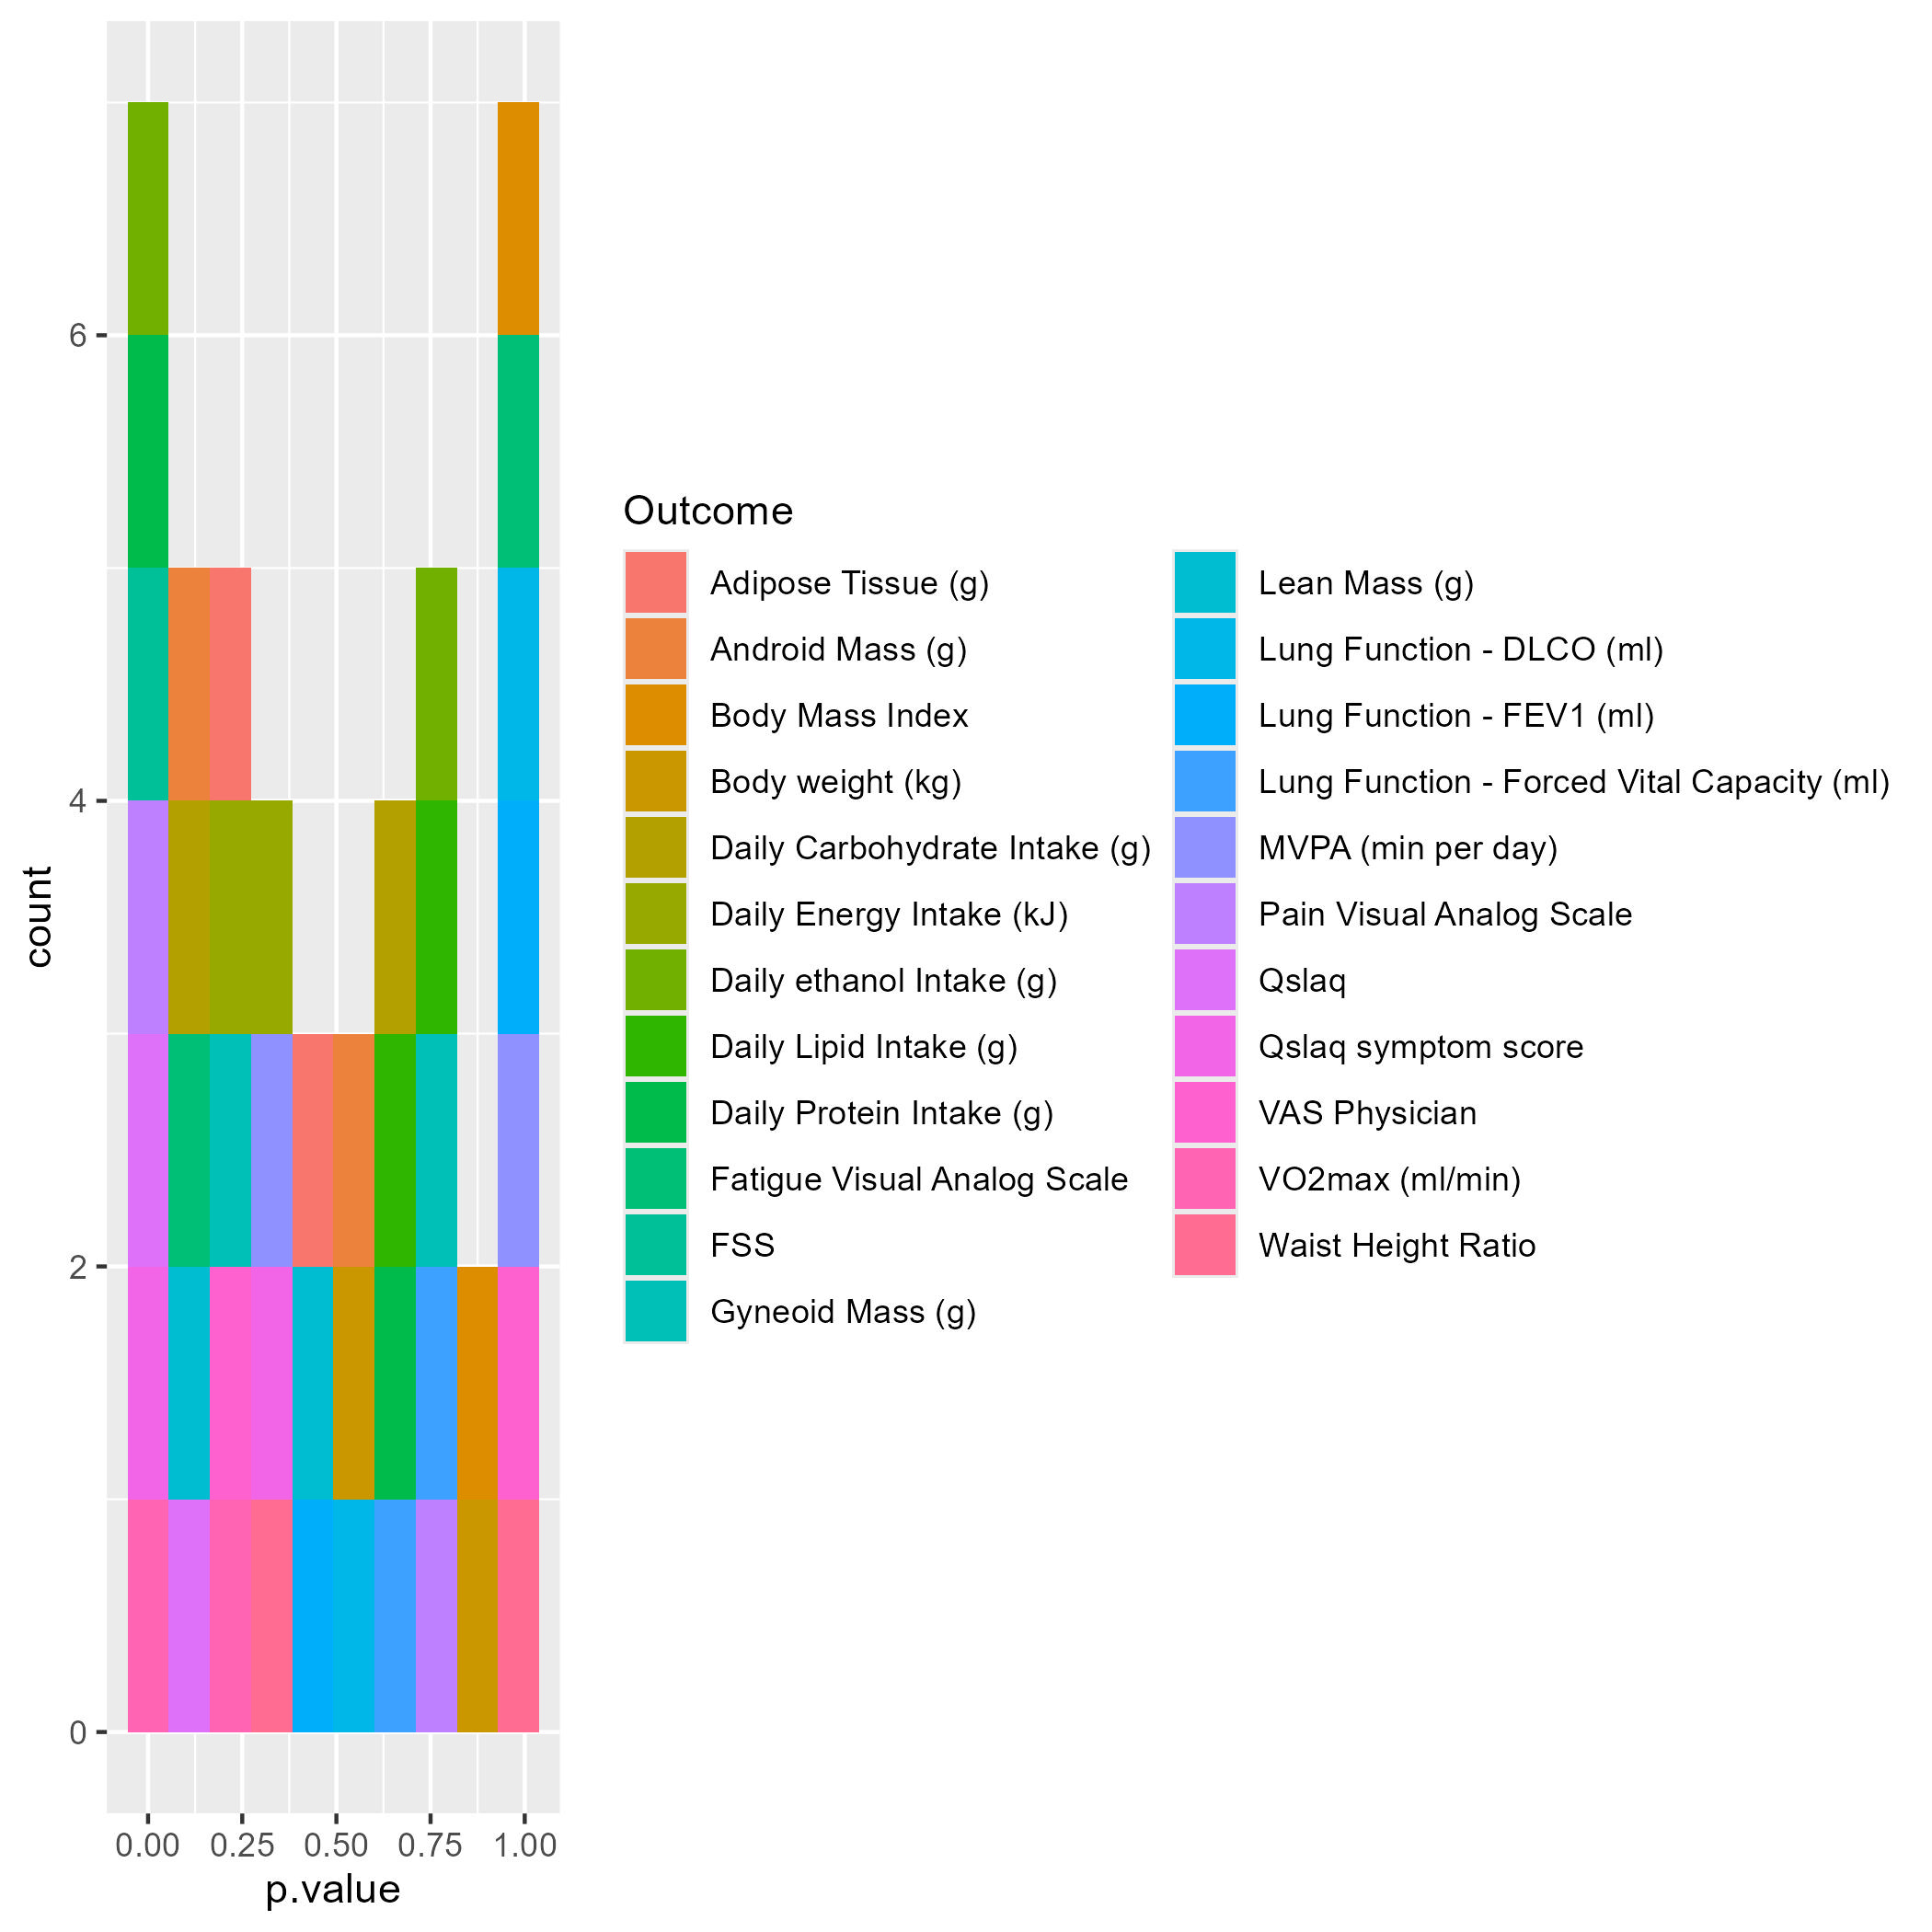 count
6
4
2
0
0.00 0.25 0.50 0.75 1.00
p.value
Outcome
Adipose Tissue (g)
Android Mass (g)
Body Mass Index
Body weight (kg)
Daily Carbohydrate Intake (g)
Daily Energy Intake (kJ)
Daily ethanol Intake (g)
Daily Lipid Intake (g)
Daily Protein Intake (g)
Fatigue Visual Analog Scale
FSS
Gyneoid Mass (g)
Lean Mass (g)
Lung Function - DLCO (ml)
Lung Function - FEV1 (ml)
Lung Function - Forced Vital Capacity (ml)
MVPA (min per day)
Pain Visual Analog Scale
Qslaq
Qslaq symptom score
VAS Physician
VO2max (ml/min)
Waist Height Ratio